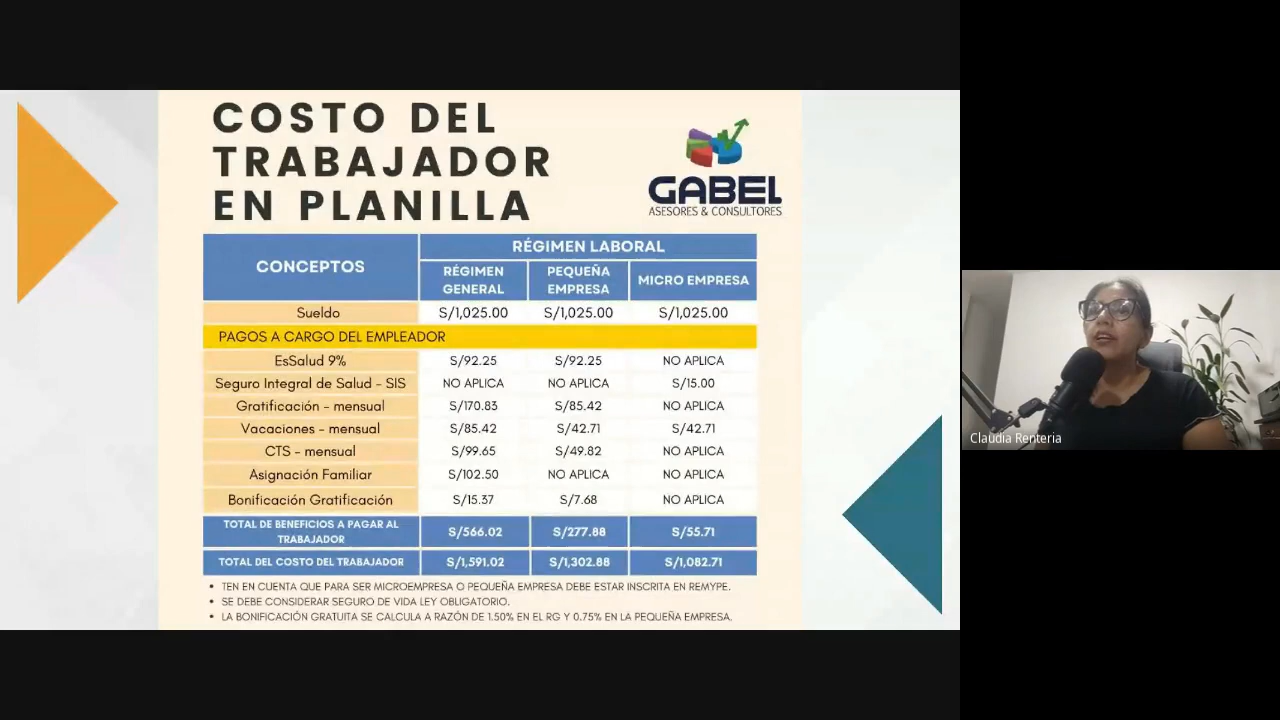 COSTO DEL
TRABAJADOR
EN PLANILLA
GABEL
ASESORES & CONSULTORES
CONCEPTOS
RÉGIMEN LABORAL
RÉGIMEN GENERAL
PEQUEÑA EMPRESA
MICRO EMPRESA
Sueldo S/1,025.00 S/1,025.00 S/1,025.00
PAGOS A CARGO DEL EMPLEADOR
EsSalud 9% S/92.25 S/92.25 NO APLICA
Seguro Integral de Salud - SIS NO APLICA NO APLICA S/15.00
Gratificación - mensual S/170.83 S/85.42 NO APLICA
Vacaciones - mensual S/85.42 S/42.71 S/42.71
CTS - mensual S/99.65 S/49.82 NO APLICA
Asignación Familiar S/102.50 NO APLICA NO APLICA
Bonificación Gratificación S/15.37 S/7.68 NO APLICA
TOTAL DE BENEFICIOS A PAGAR AL TRABAJADOR S/566.02 S/277.88 S/55.71
TOTAL DEL COSTO DEL TRABAJADOR S/1,591.02 S/1,302.88 S/1,082.71
• TEN EN CUENTA QUE PARA SER MICROEMPRESA O PEQUEÑA EMPRESA DEBE ESTAR INSCRITA EN REMYPE.
• SE DEBE CONSIDERAR SEGURO DE VIDA LEY OBLIGATORIO.
• LA BONIFICACIÓN GRATUITA SE CALCULA A RAZÓN DE 1.50% EN EL RG Y 0.75% EN LA PEQUEÑA EMPRESA.
Claudia Renteria